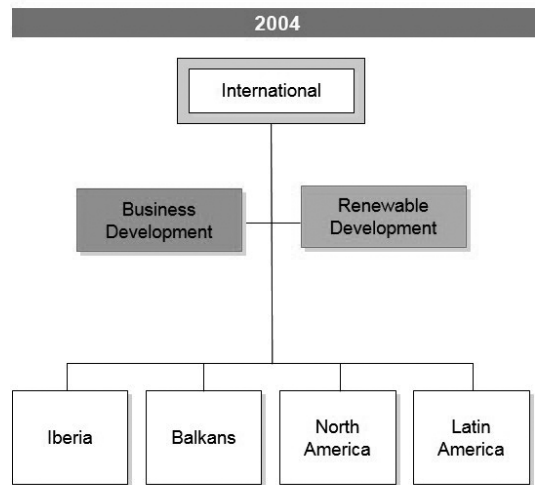 2004
International
Business
Development
Renewable
Development
Iberia
Balkans
North
America
Latin
America